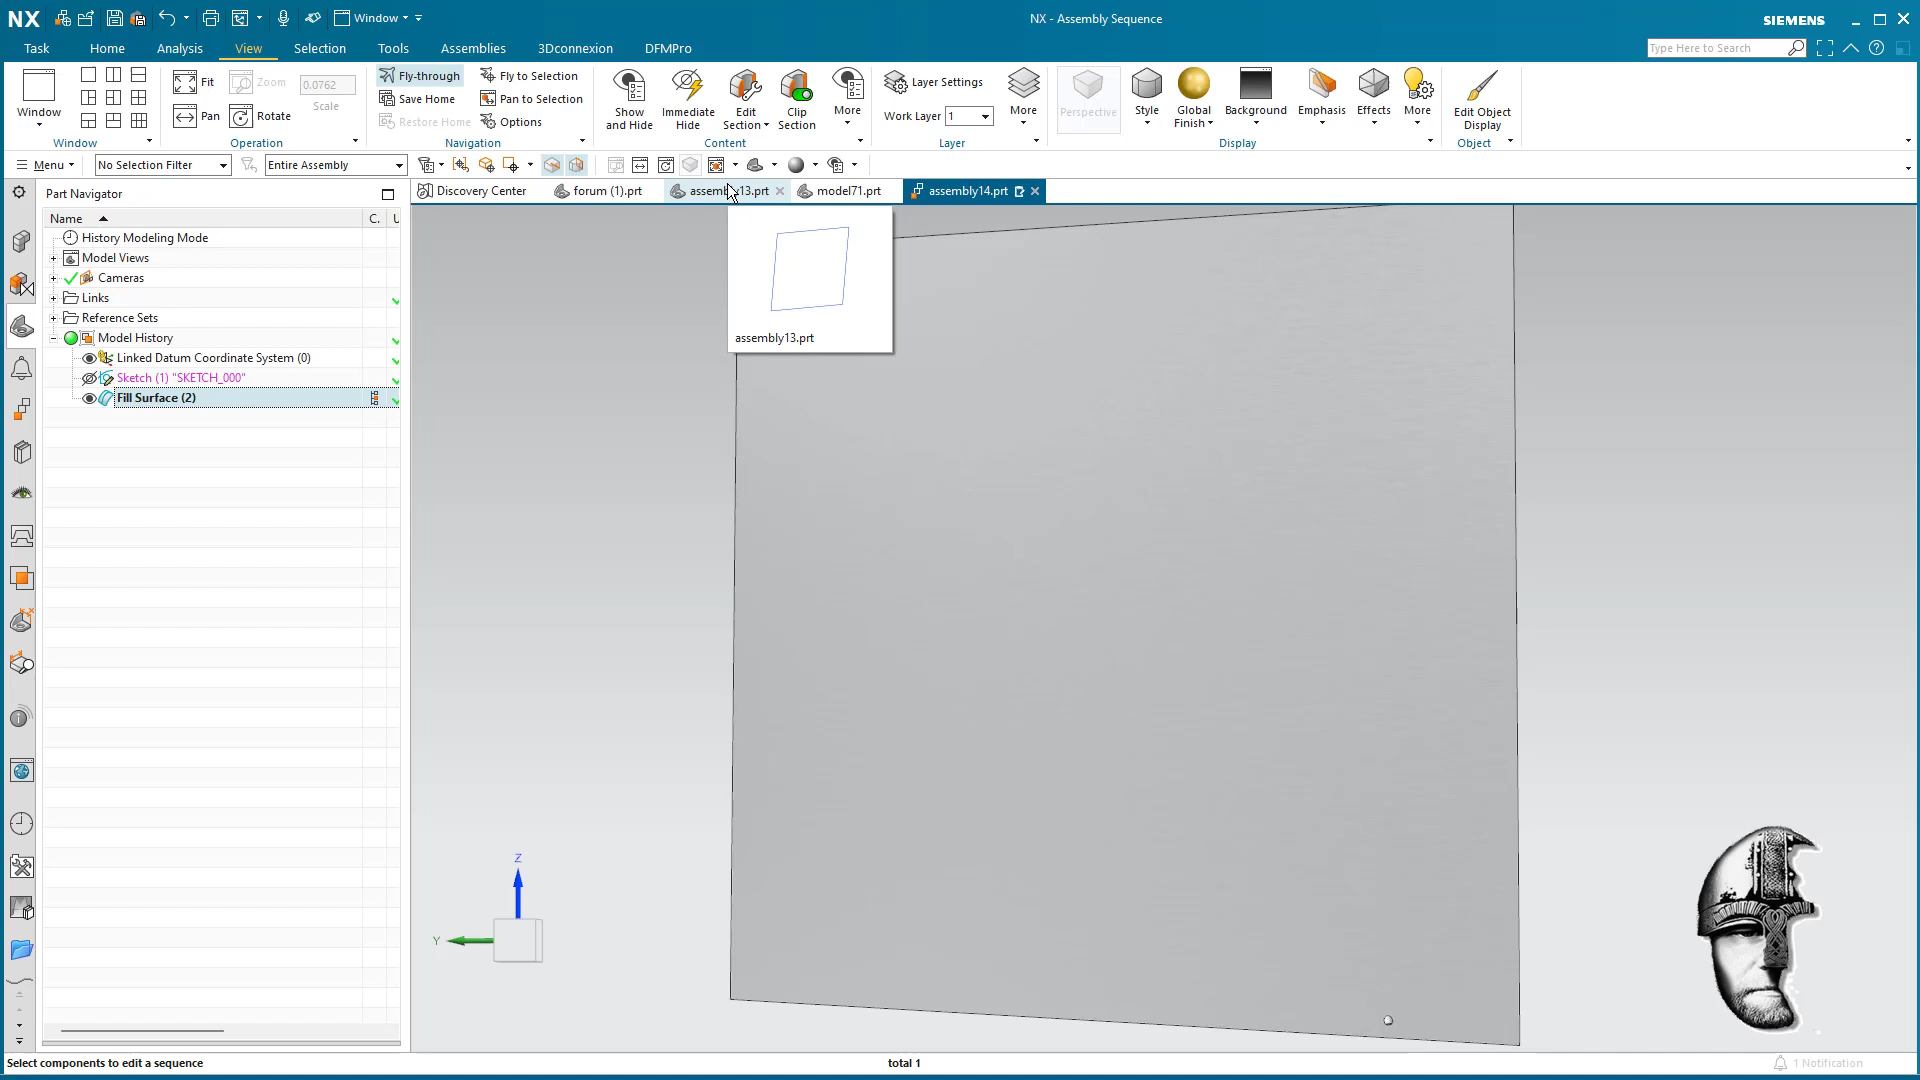 NX
Window
NX - Assembly Sequence
SIEMENS
Task
Home
Analysis
View
Selection
Tools
Assemblies
3Dconnexion
DFMPro
Type Here to Search
Window
Window
Fit
Zoom
0.0762
Scale
Pan
Rotate
Operation
Fly-through
Save Home
Restore Home
Fly to Selection
Pan to Selection
Options
Navigation
Show
and Hide
Immediate
Hide
Edit
Section
Clip
Section
More
Content
Layer Settings
Work Layer
1
More
Layer
Perspective
Style
Global
Finish
Background
Emphasis
Effects
More
Display
Edit Object
Display
Object
Menu
No Selection Filter
Entire Assembly
Part Navigator
Discovery Center
forum (1).prt
assembly13.prt
model71.prt
assembly14.prt
Name
C.
U
History Modeling Mode
Model Views
Cameras
Links
Reference Sets
Model History
Linked Datum Coordinate System (0)
Sketch (1) "SKETCH_000"
Fill Surface (2)
assembly13.prt
Z
Y
Select components to edit a sequence
total 1
1 Notification